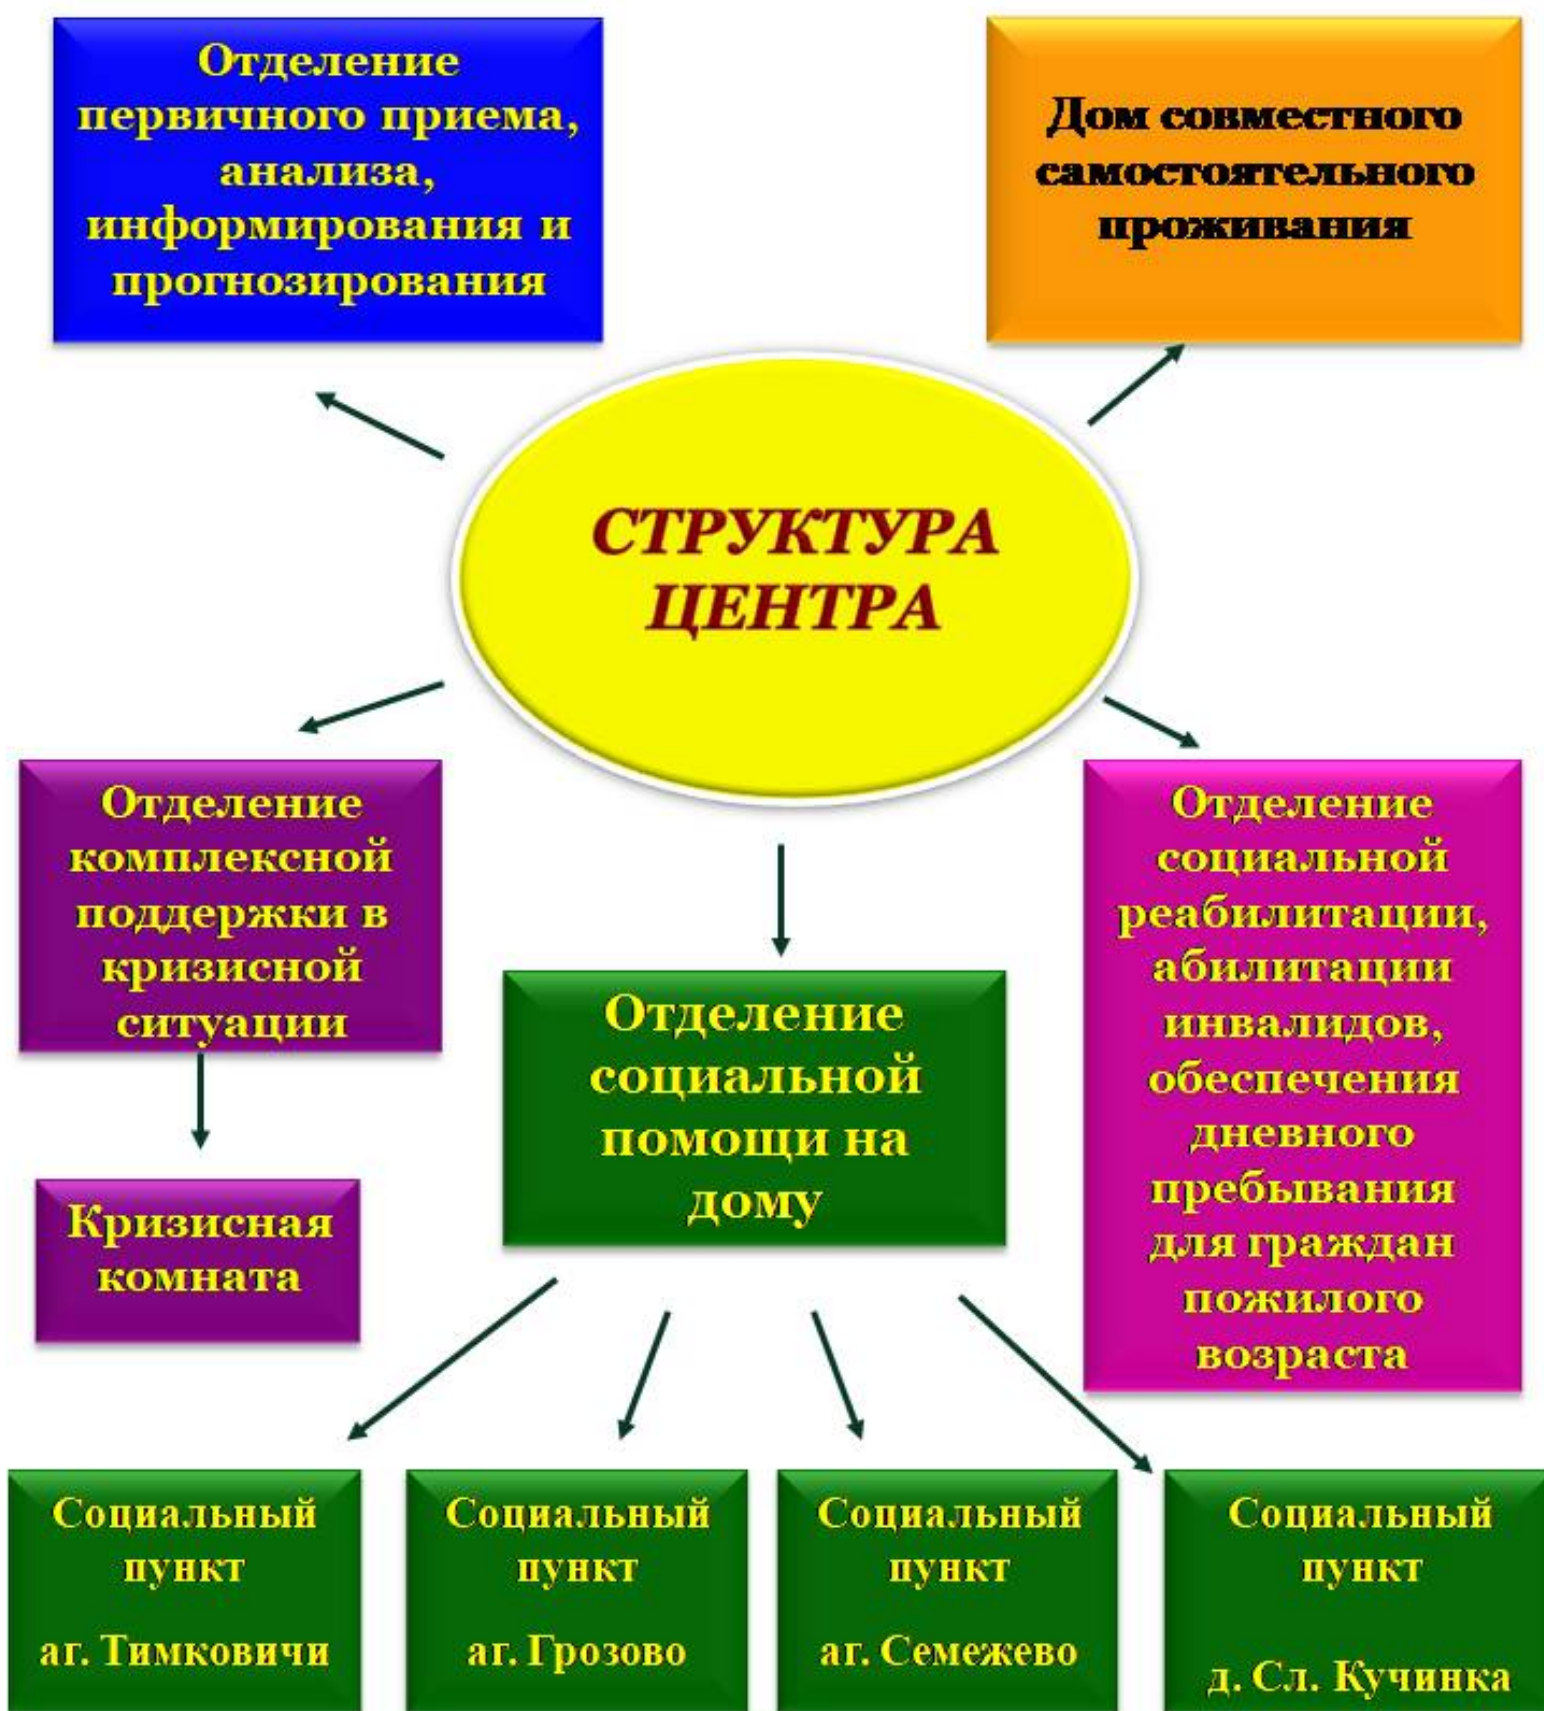 Отделение
первичного приема,
анализа,
информирования и
прогнозирования
Дом совместного
самостоятельного
проживания
СТРУКТУРА
ЦЕНТРА
Отделение
комплексной
поддержки в
кризисной
ситуации
Кризисная
комната
Отделение
социальной
помощи на
дому
Отделение
социальной
реабилитации,
абилитации
инвалидов,
обеспечения
дневного
пребывания
для граждан
пожилого
возраста
Социальный
пункт
аг. Тимковичи
Социальный
пункт
аг. Грозово
Социальный
пункт
аг. Семежево
Социальный
пункт
д. Сл. Кучинка